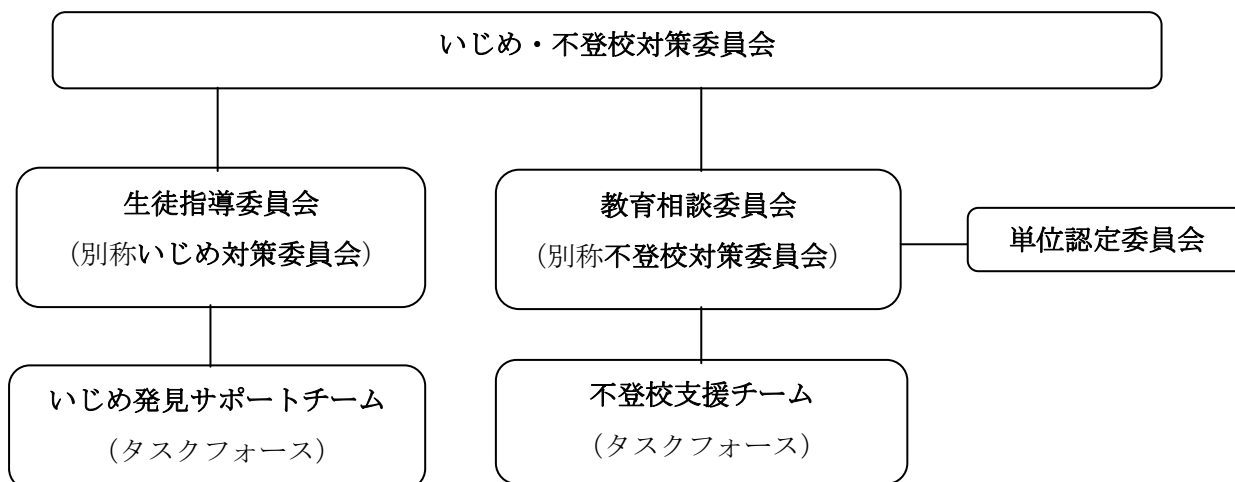 いじめ・不登校対策委員会
生徒指導委員会
(別称いじめ対策委員会)
教育相談委員会
(別称不登校対策委員会)
単位認定委員会
いじめ発見サポートチーム
(タスクフォース)
不登校支援チーム
(タスクフォース)